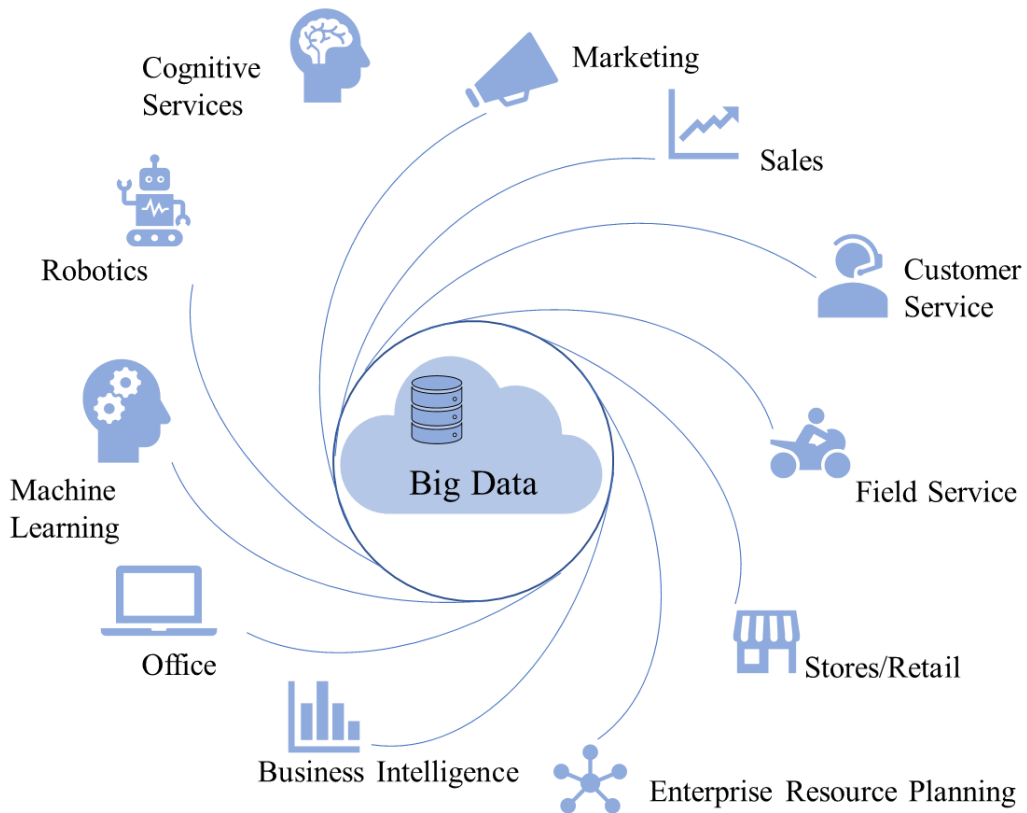 Cognitive
Services
Marketing
Sales
Robotics
Customer
Service
Big Data
Machine
Learning
Field Service
Office
Stores/Retail
Business Intelligence
Enterprise Resource Planning